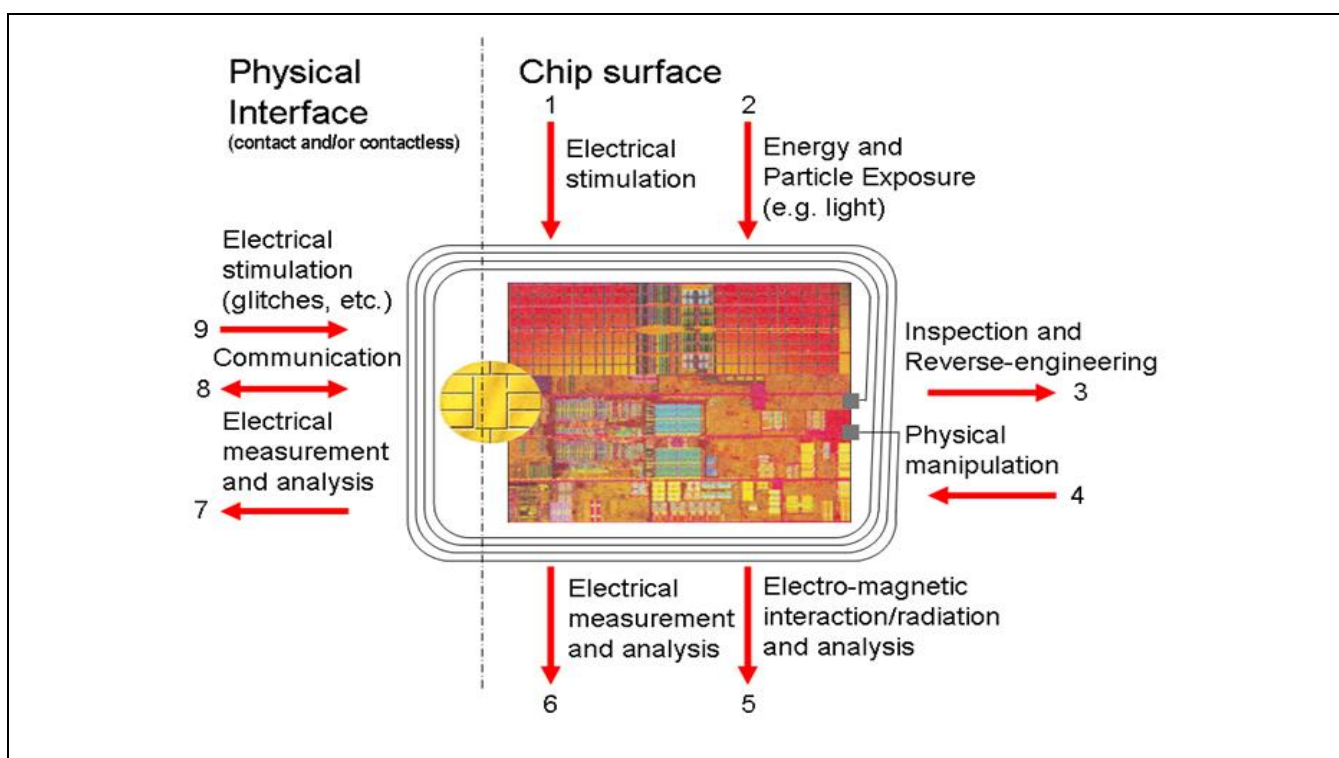 Physical
Interface
(contact and/or contactless)
Chip surface
1
2
Electrical
stimulation
Energy and
Particle Exposure
(e.g. light)
Electrical
stimulation
(glitches, etc.)
9
Communication
8
Electrical
measurement
and analysis
7
Inspection and
Reverse-engineering
3
Physical
manipulation
4
Electrical
measurement
and analysis
6
Electro-magnetic
interaction/radiation
and analysis
5